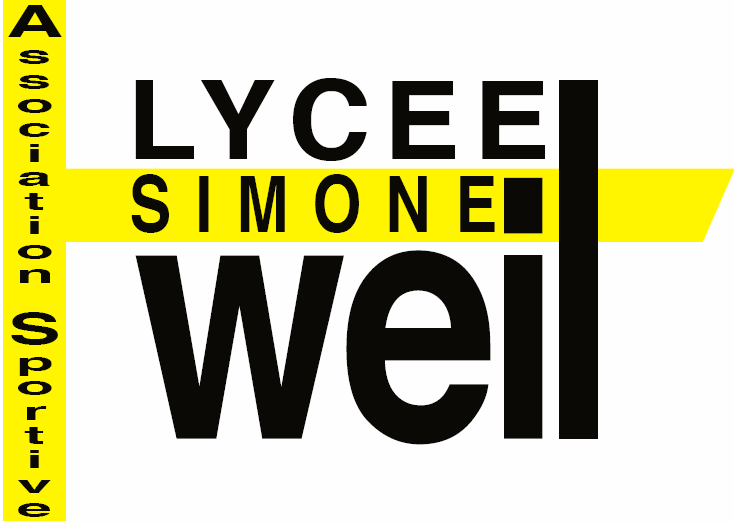 Association Sportive
LYCEE
SIMONE
weil